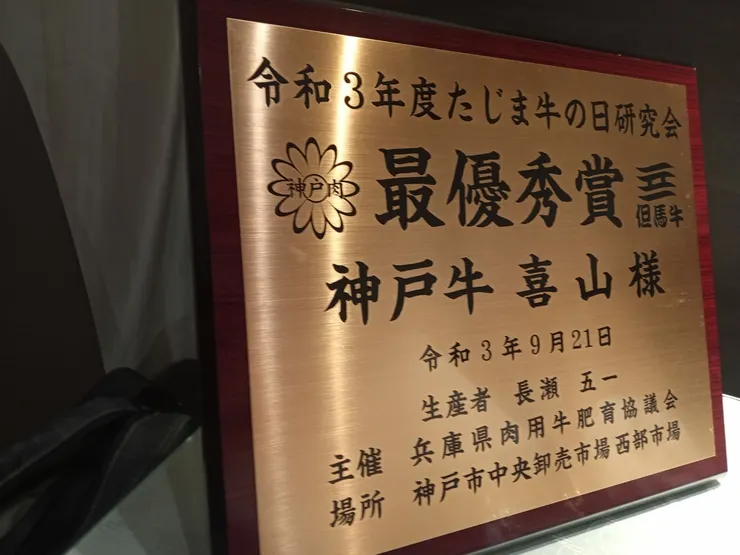 令和3年度たじま牛の日研究会
神戸肉
最優秀賞
但馬牛
神戸牛 喜山様
令和3年9月21日
生産者 長瀬 五一
主催 兵庫県肉用牛肥育協議会
場所 神戸市中央卸売市場西部市場